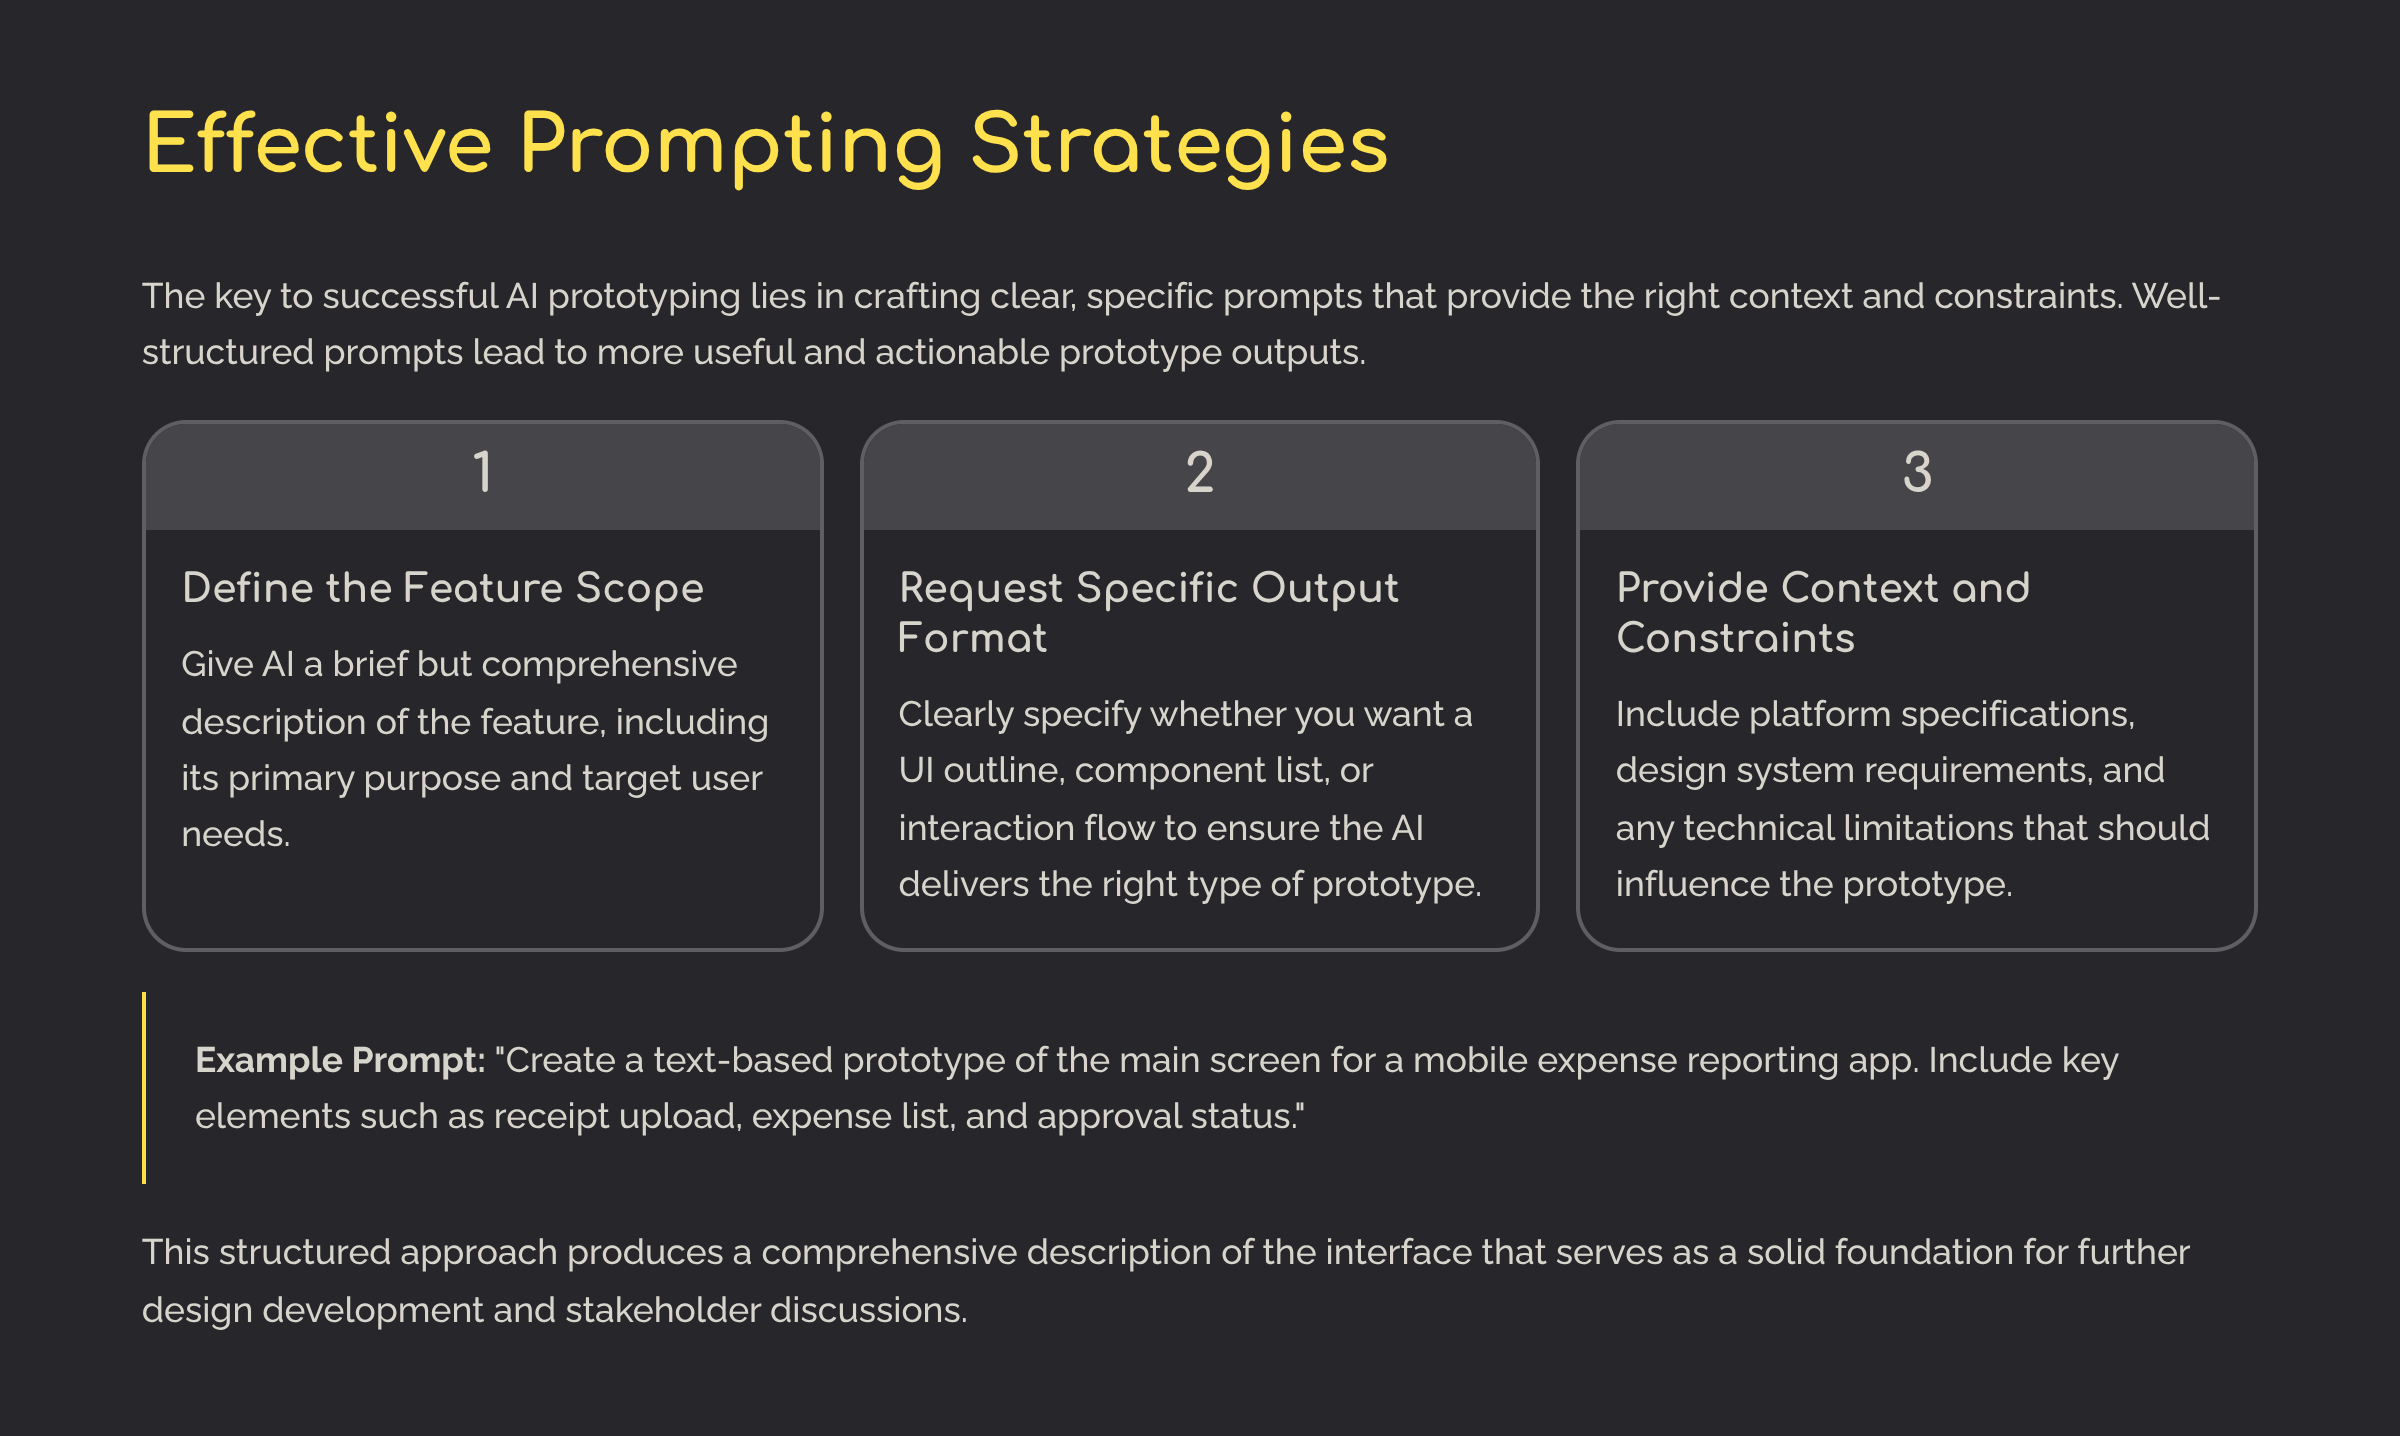 Effective Prompting Strategies
The key to successful AI prototyping lies in crafting clear, specific prompts that provide the right context and constraints. Well-
structured prompts lead to more useful and actionable prototype outputs.
1
Define the Feature Scope
Give AI a brief but comprehensive
description of the feature, including
its primary purpose and target user
needs.
2
Request Specific Output
Format
Clearly specify whether you want a
UI outline, component list, or
interaction flow to ensure the AI
delivers the right type of prototype.
3
Provide Context and
Constraints
Include platform specifications,
design system requirements, and
any technical limitations that should
influence the prototype.
Example Prompt: "Create a text-based prototype of the main screen for a mobile expense reporting app. Include key
elements such as receipt upload, expense list, and approval status."
This structured approach produces a comprehensive description of the interface that serves as a solid foundation for further
design development and stakeholder discussions.